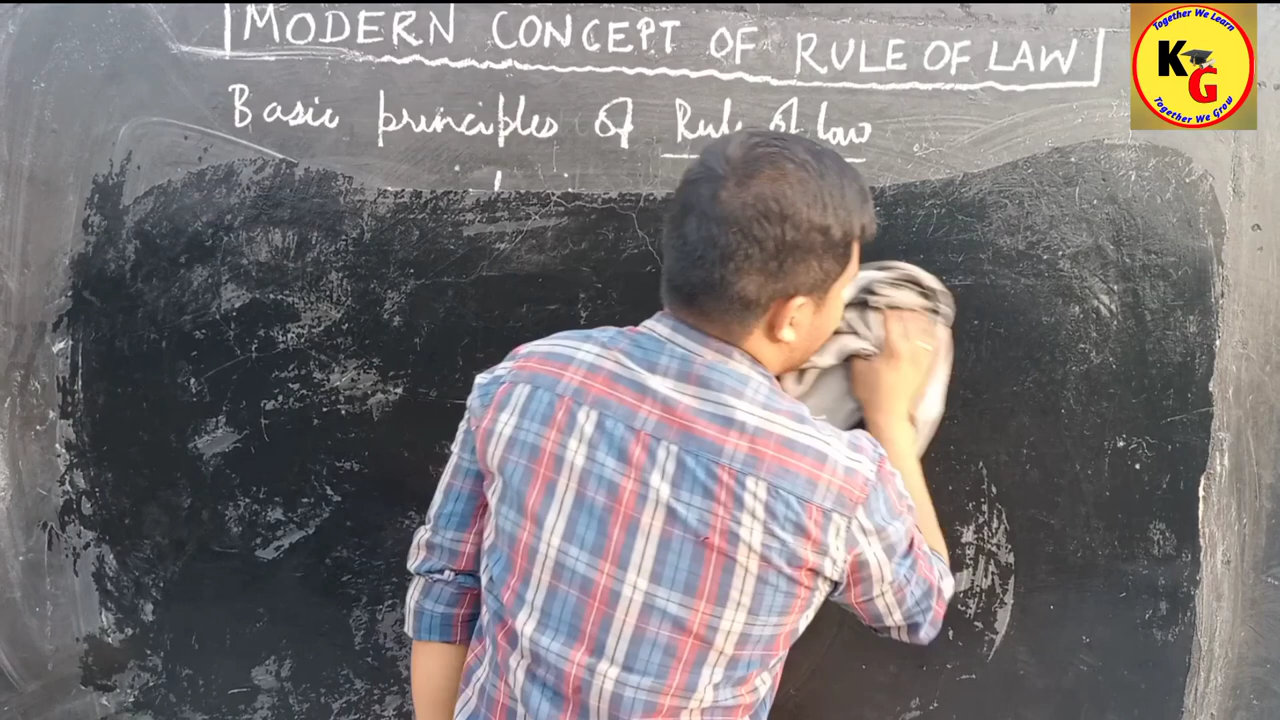 MODERN CONCEPT OF RULE OF LAW
Basic principles of Rule of law
Together We Learn
KG
Together We Grow